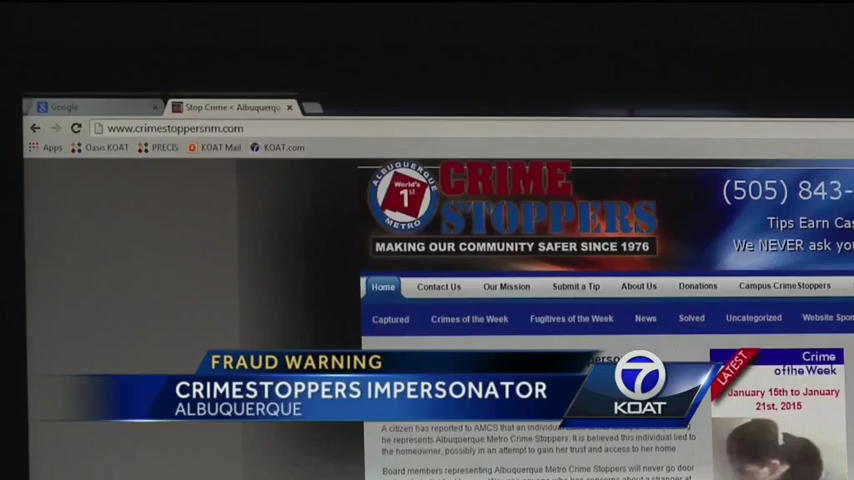 Google
Stop Crime < Albuquerqu
www.crimestoppersnm.com
Apps Oasis KOAT PRECIS KOAT Mail KOAT.com
ALBUQUERQUE METRO
World's 1st
CRIME STOPPERS
MAKING OUR COMMUNITY SAFER SINCE 1976
(505) 843-
Tips Earn Cas
We NEVER ask you
Home Contact Us Our Mission Submit a Tip About Us Donations Campus CrimeStoppers
Captured Crimes of the Week Fugitives of the Week News Solved Uncategorized Website Spon
FRAUD WARNING
CRIMESTOPPERS IMPERSONATOR
ALBUQUERQUE
7
KOAT
LATEST
Crime
of the Week
January 15th to January
21st, 2015
A citizen has reported to AMCS that an individual
he represents Albuquerque Metro Crime Stoppers. It is believed this individual lied to
the homeowner, possibly in an attempt to gain her trust and access to her home.
Board members representing Albuquerque Metro Crime Stoppers will never go door